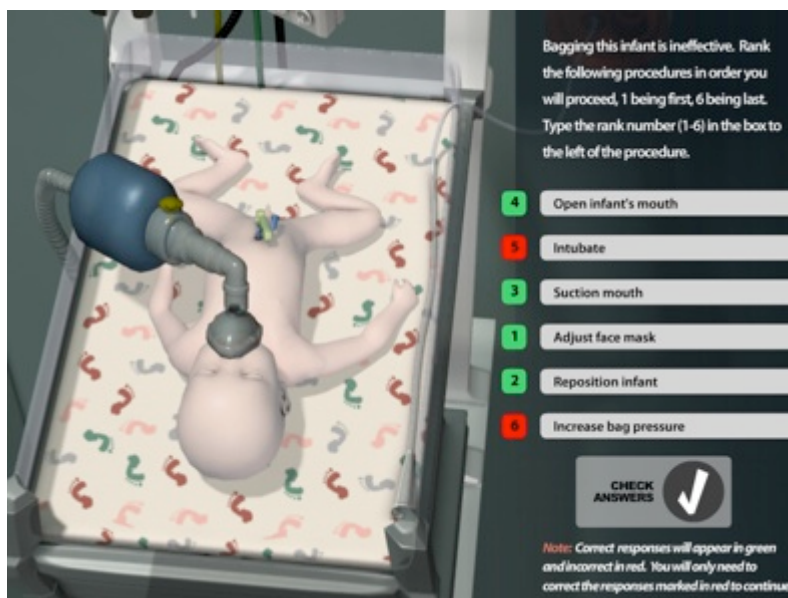 Bagging this infant is ineffective. Rank
the following procedures in order you
will proceed, 1 being first, 6 being last.
Type the rank number (1-6) in the box to
the left of the procedure.
4 Open infant's mouth
5 Intubate
3 Suction mouth
1 Adjust face mask
2 Reposition infant
6 Increase bag pressure
CHECK
ANSWERS
Note: Correct responses will appear in green
and incorrect in red. You will only need to
correct the responses marked in red to continue